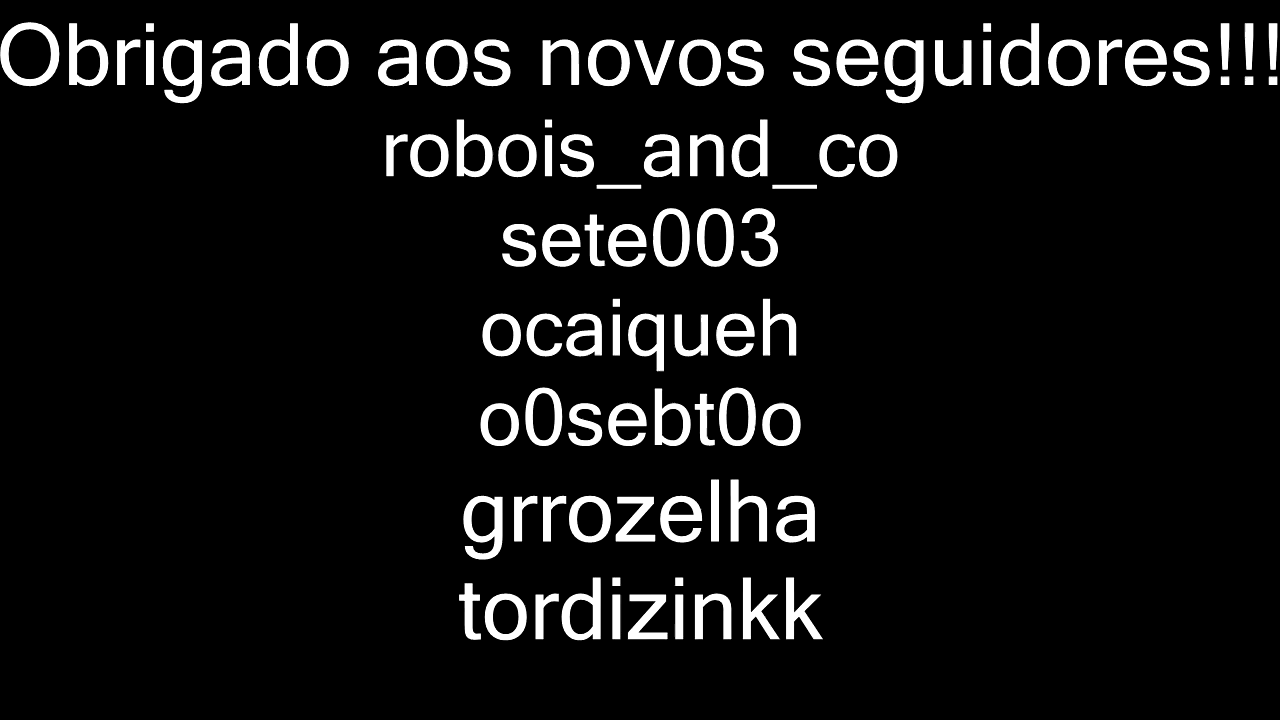 Obrigado aos novos seguidores!!!
robois_and_co
sete003
ocaiqueh
o0sebt0o
grrozelha
tordizinkk